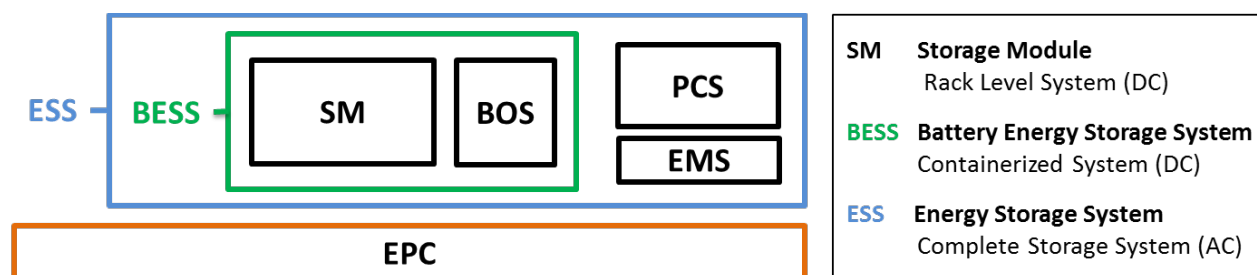 ESS
BESS
SM
BOS
PCS
EMS
EPC
SM Storage Module
Rack Level System (DC)
BESS Battery Energy Storage System
Containerized System (DC)
ESS Energy Storage System
Complete Storage System (AC)